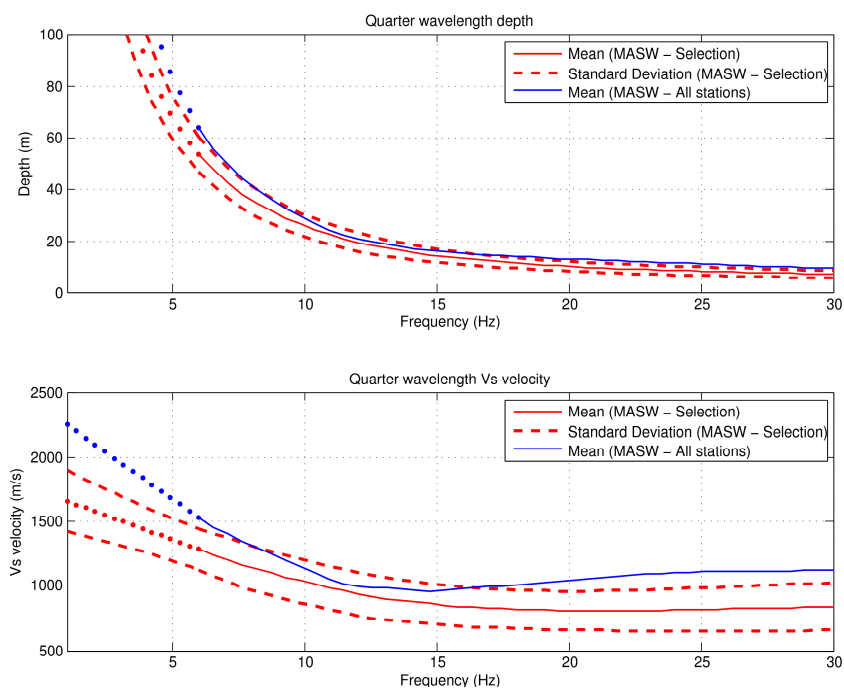 Quarter wavelength depth
100
80
60
40
20
0
Depth (m)
Mean (MASW − Selection)
Standard Deviation (MASW − Selection)
Mean (MASW − All stations)
5 10 15 20 25 30
Frequency (Hz)
Quarter wavelength Vs velocity
2500
2000
1500
1000
500
Vs velocity (m/s)
Mean (MASW − Selection)
Standard Deviation (MASW − Selection)
Mean (MASW − All stations)
5 10 15 20 25 30
Frequency (Hz)